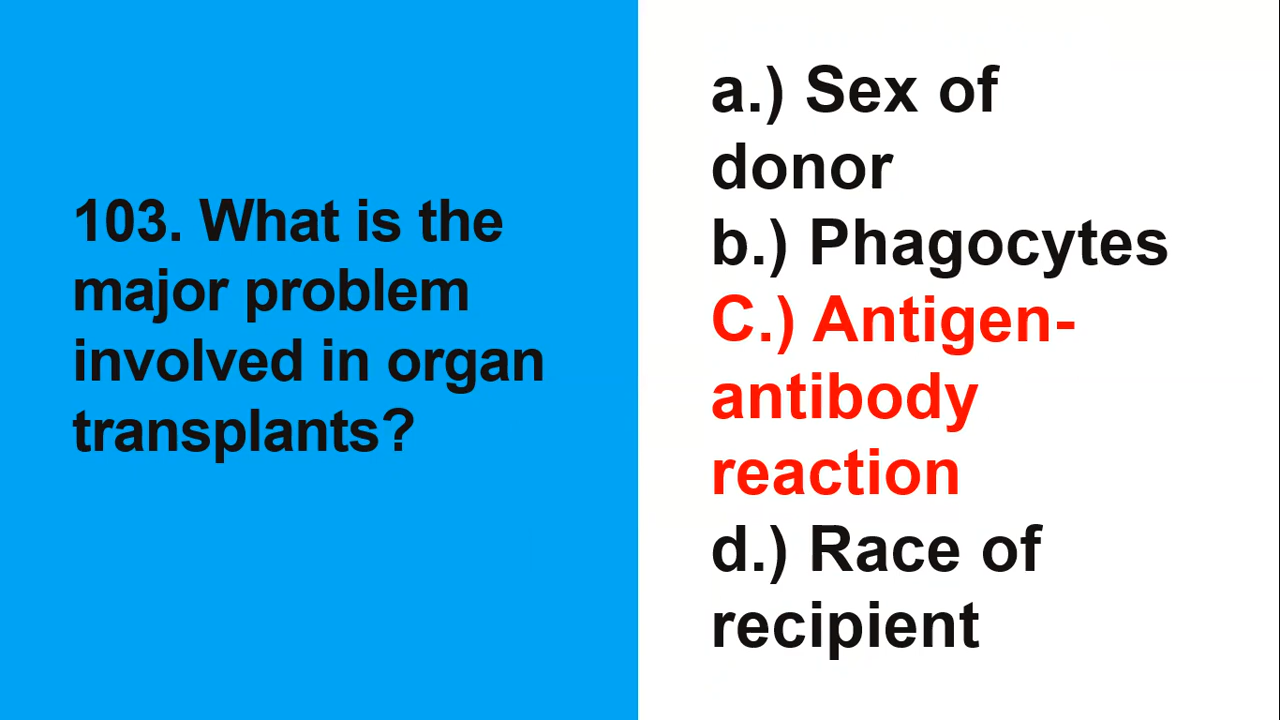 103. What is the
major problem
involved in organ
transplants?
a.) Sex of
donor
b.) Phagocytes
C.) Antigen-
antibody
reaction
d.) Race of
recipient